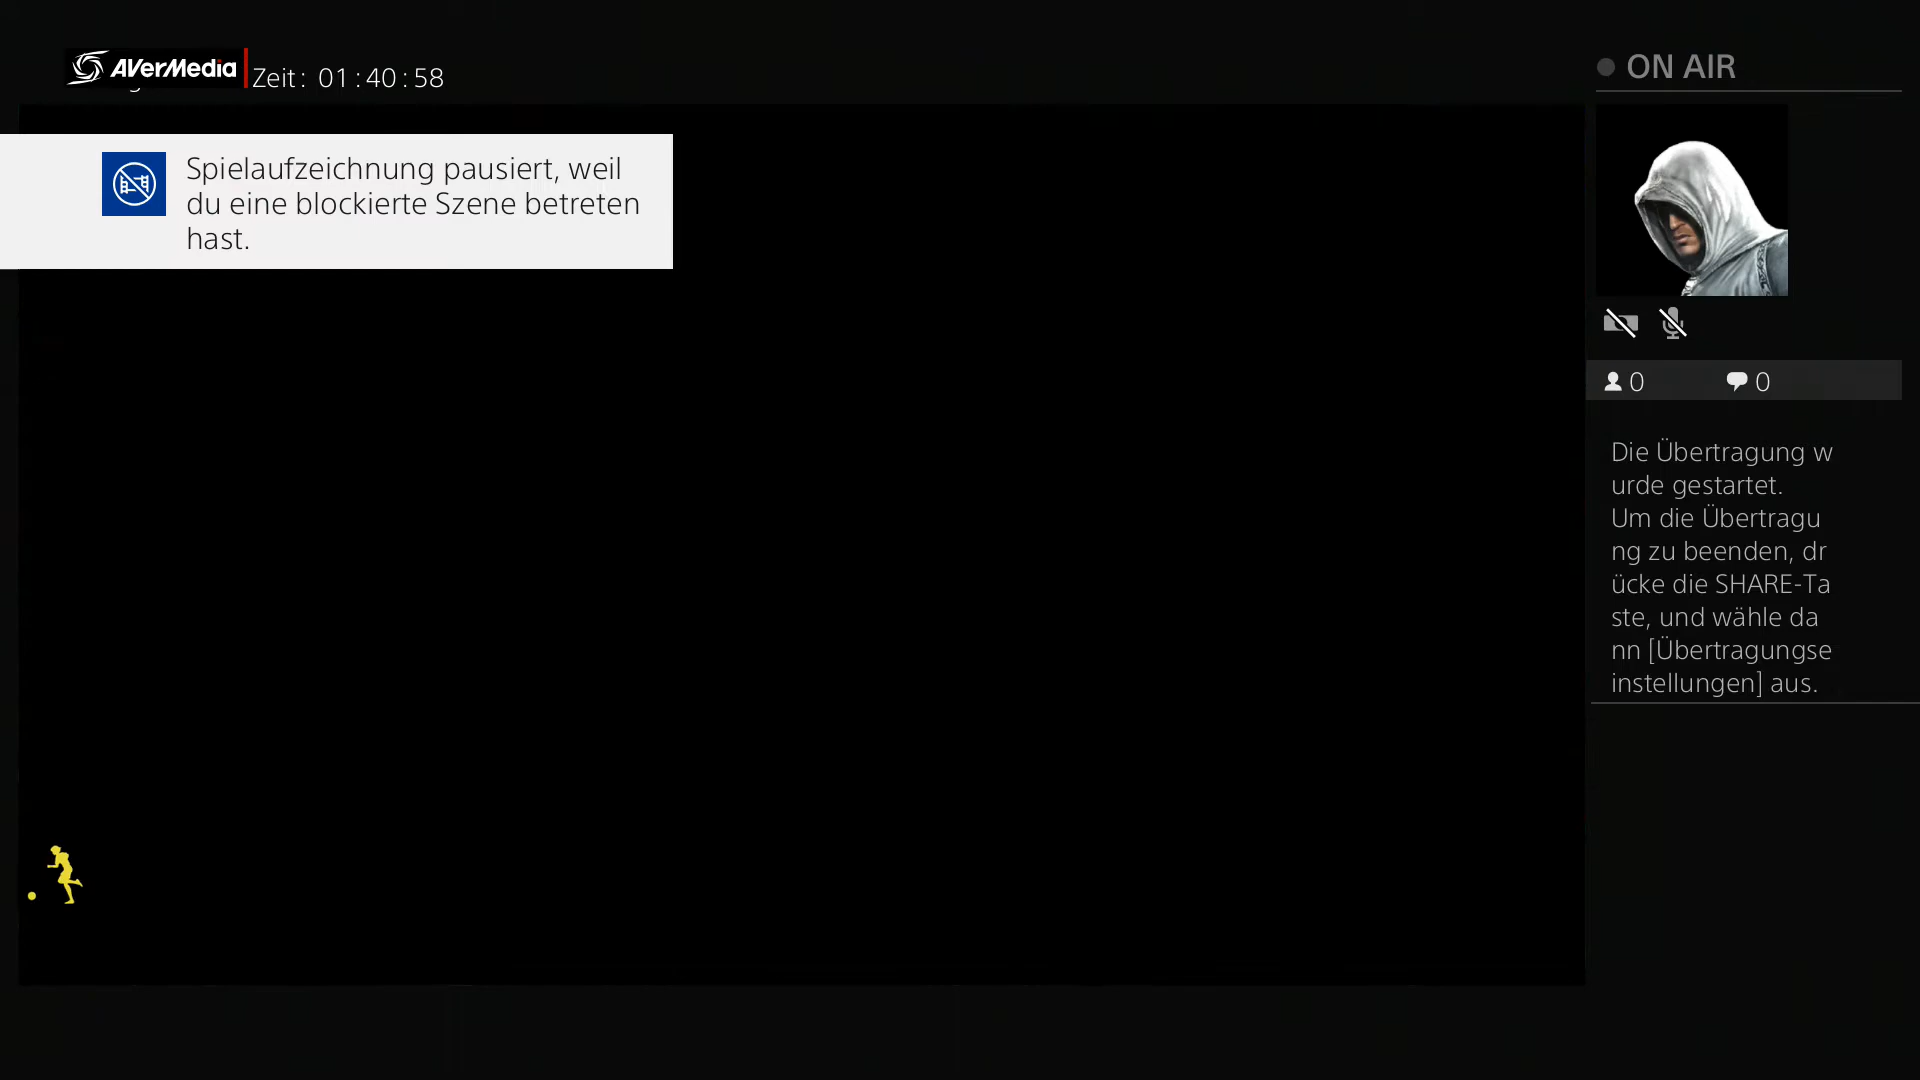 AVerMedia
Zeit: 01:40:58
ON AIR
Spielaufzeichnung pausiert, weil
du eine blockierte Szene betreten
hast.
0 0
Die Übertragung w
urde gestartet.
Um die Übertragu
ng zu beenden, dr
ücke die SHARE-Ta
ste, und wähle da
nn [Übertragungse
instellungen] aus.